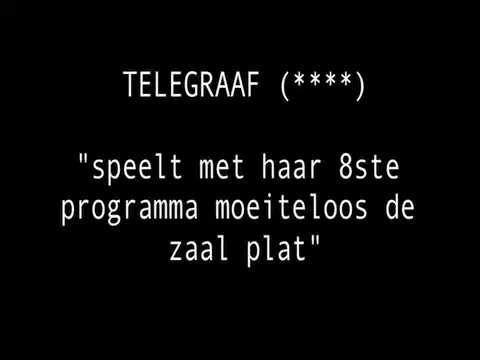 TELEGRAAF (****)
"speelt met haar 8ste
programma moeiteloos de
zaal plat"